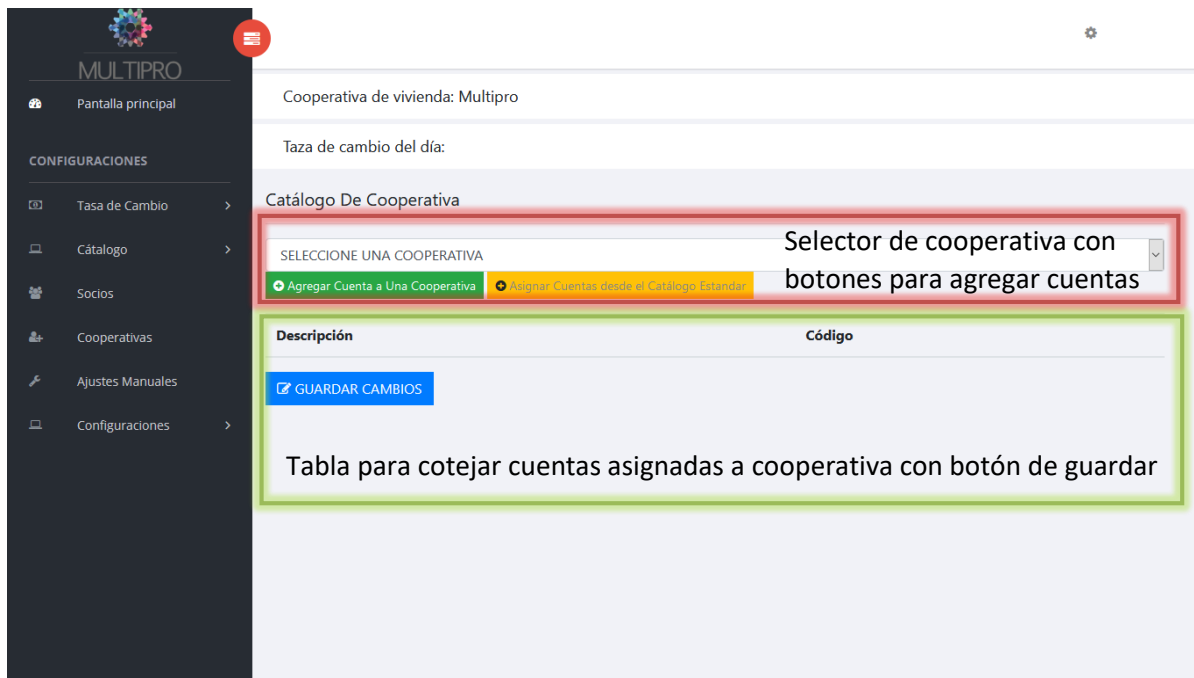 MULTIPRO
Pantalla principal
CONFIGURACIONES
Tasa de Cambio
Cátalogo
Socios
Cooperativas
Ajustes Manuales
Configuraciones
Cooperativa de vivienda: Multipro
Taza de cambio del día:
Catálogo De Cooperativa
SELECCIONE UNA COOPERATIVA
Selector de cooperativa con
botones para agregar cuentas
Agregar Cuenta a Una Cooperativa
Asignar Cuentas desde el Catálogo Estandar
Descripción Código
GUARDAR CAMBIOS
Tabla para cotejar cuentas asignadas a cooperativa con botón de guardar